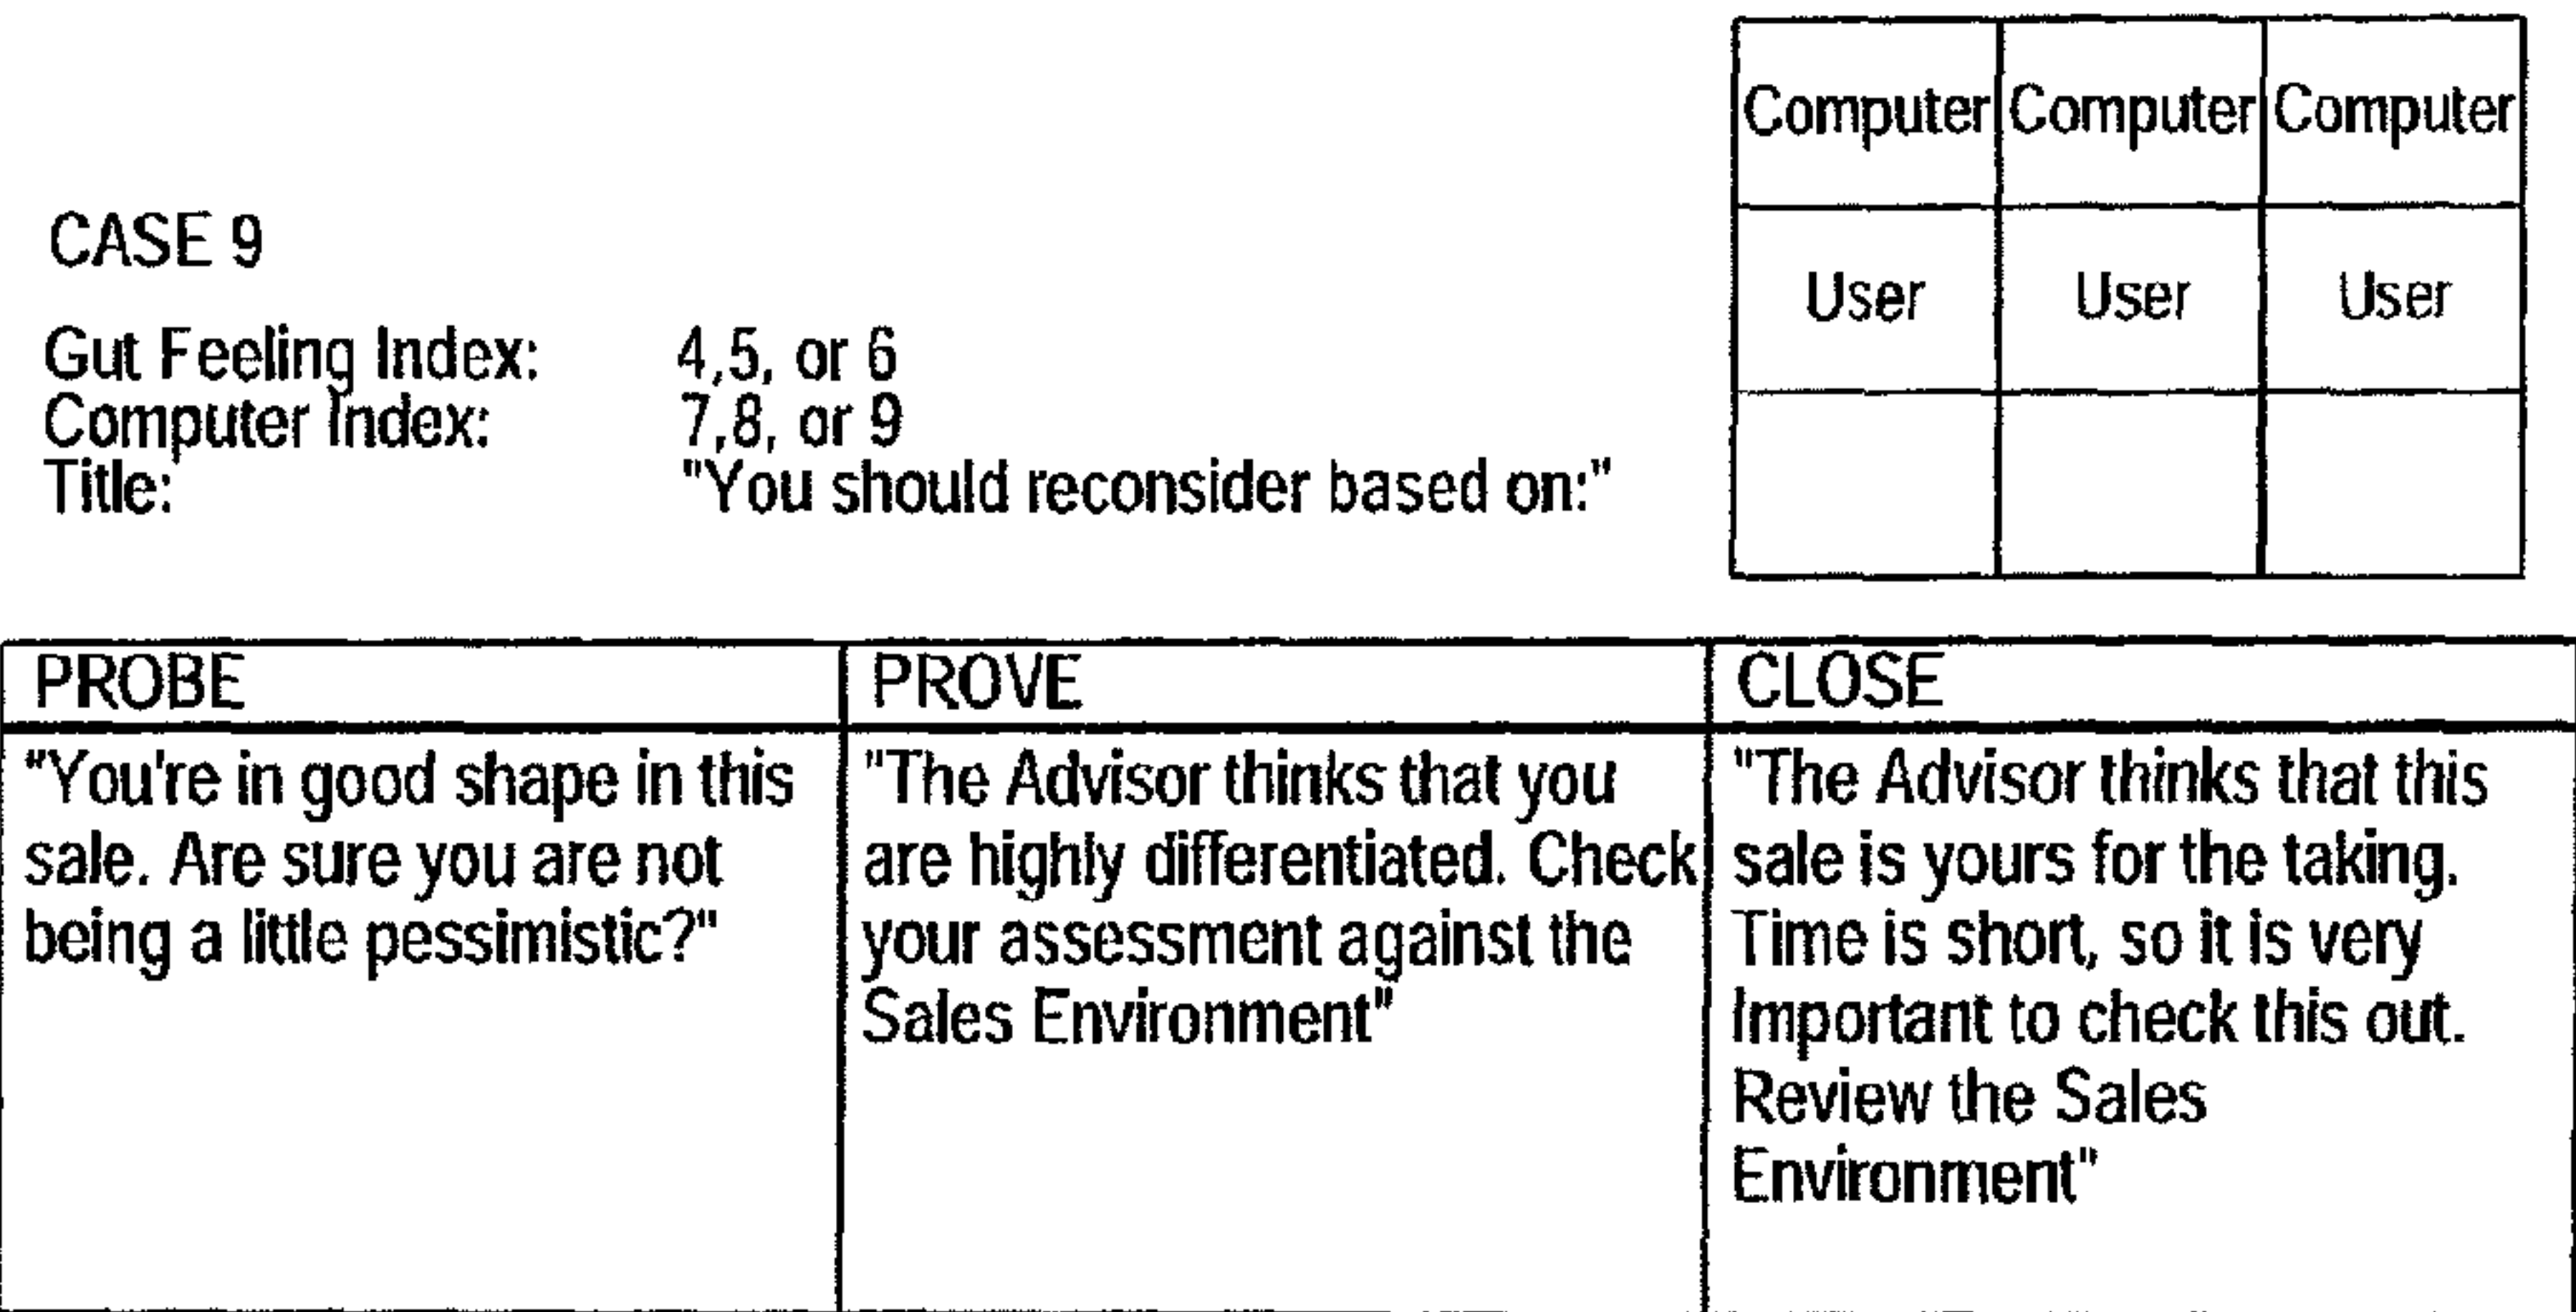 Computer Computer Computer
User User User
CASE 9
Gut Feeling Index: 4,5, or 6
Computer Index: 7,8, or 9
Title: "You should reconsider based on:"
PROBE
"You're in good shape in this
sale. Are sure you are not
being a little pessimistic?"
PROVE
"The Advisor thinks that you
are highly differentiated. Check
your assessment against the
Sales Environment"
CLOSE
"The Advisor thinks that this
sale is yours for the taking.
Time is short, so it is very
Important to check this out.
Review the Sales
Environment"